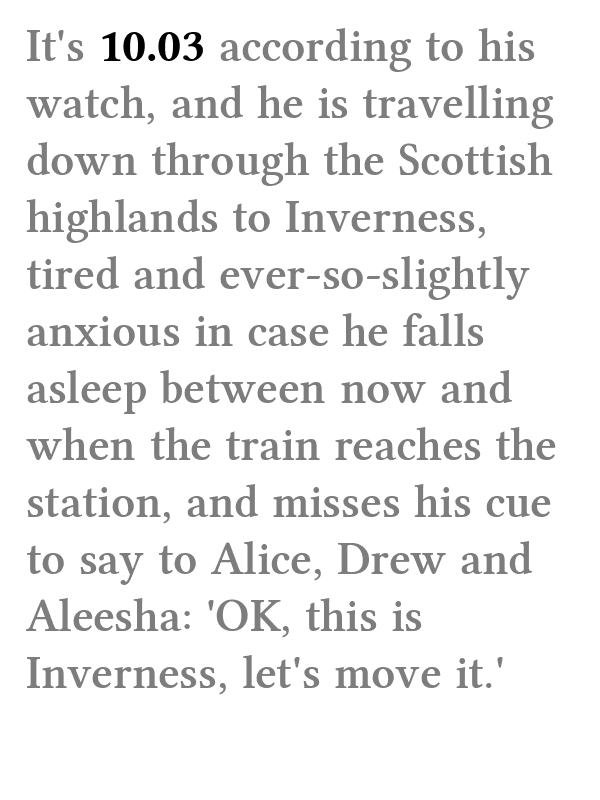 It's 10.03 according to his
watch, and he is travelling
down through the Scottish
highlands to Inverness,
tired and ever-so-slightly
anxious in case he falls
asleep between now and
when the train reaches the
station, and misses his cue
to say to Alice, Drew and
Aleesha: 'OK, this is
Inverness, let's move it.'